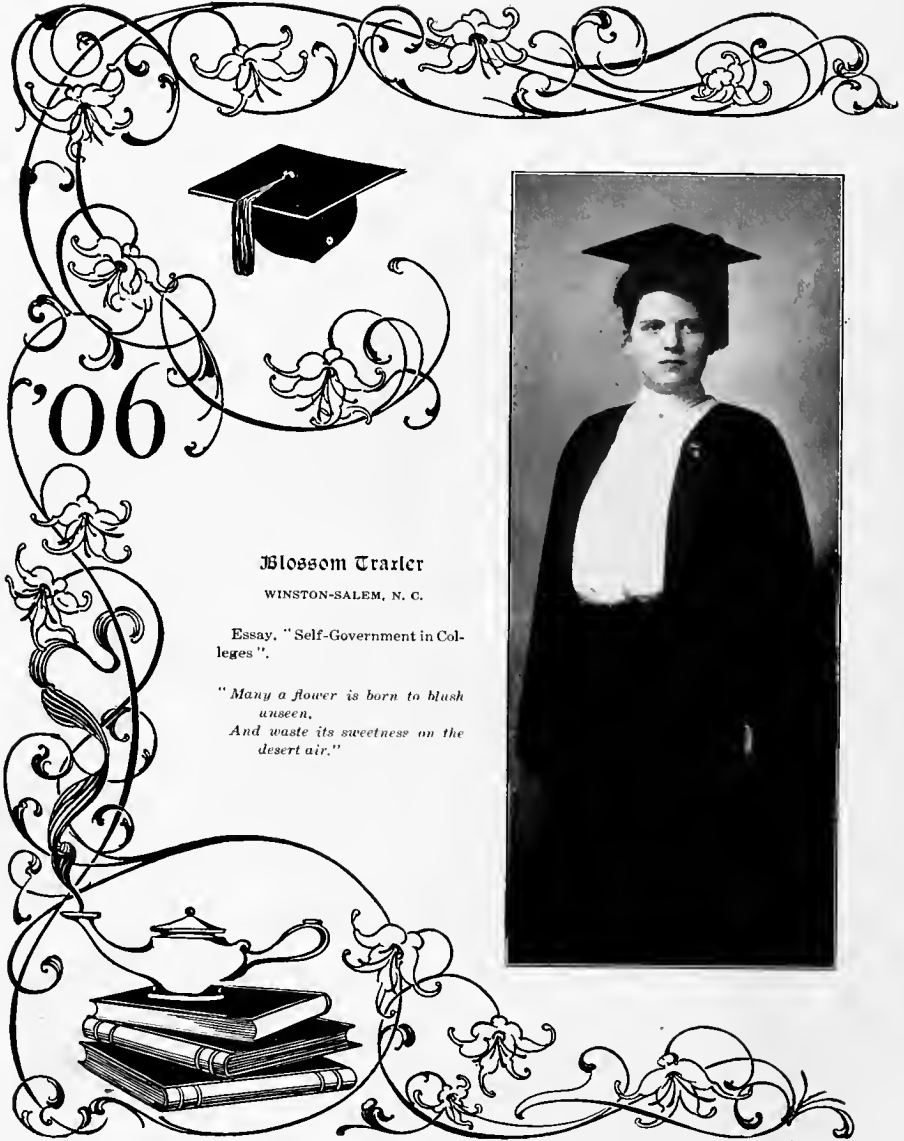 '06
Blossom Traxler
WINSTON-SALEM, N. C.
Essay, "Self-Government in Col-
leges".
"Many a flower is born to blush
unseen,
And waste its sweetness on the
desert air."